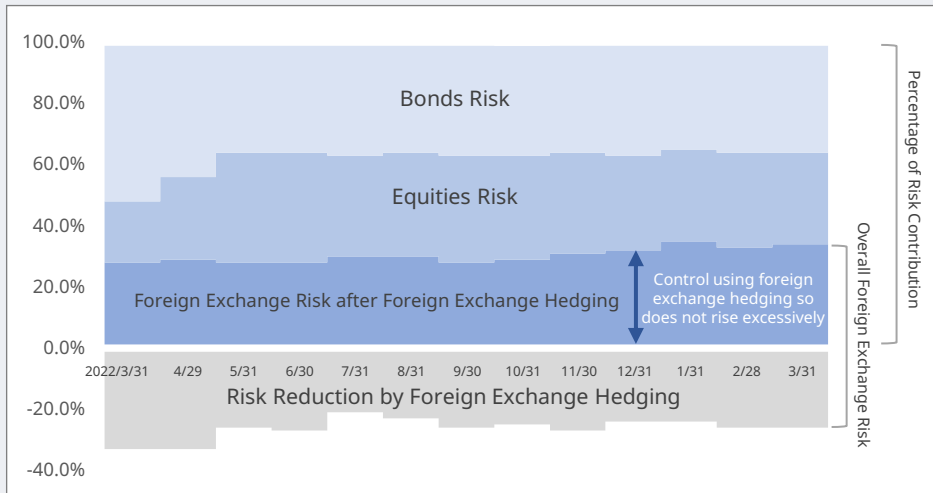 100.0%
80.0%
60.0%
40.0%
20.0%
0.0%
-20.0%
-40.0%
Bonds Risk
Equities Risk
Foreign Exchange Risk after Foreign Exchange Hedging
Control using foreign
exchange hedging so
does not rise excessively
2022/3/31 4/29 5/31 6/30 7/31 8/31 9/30 10/31 11/30 12/31 1/31 2/28 3/31
Risk Reduction by Foreign Exchange Hedging
Percentage of Risk Contribution
Overall Foreign Exchange Risk